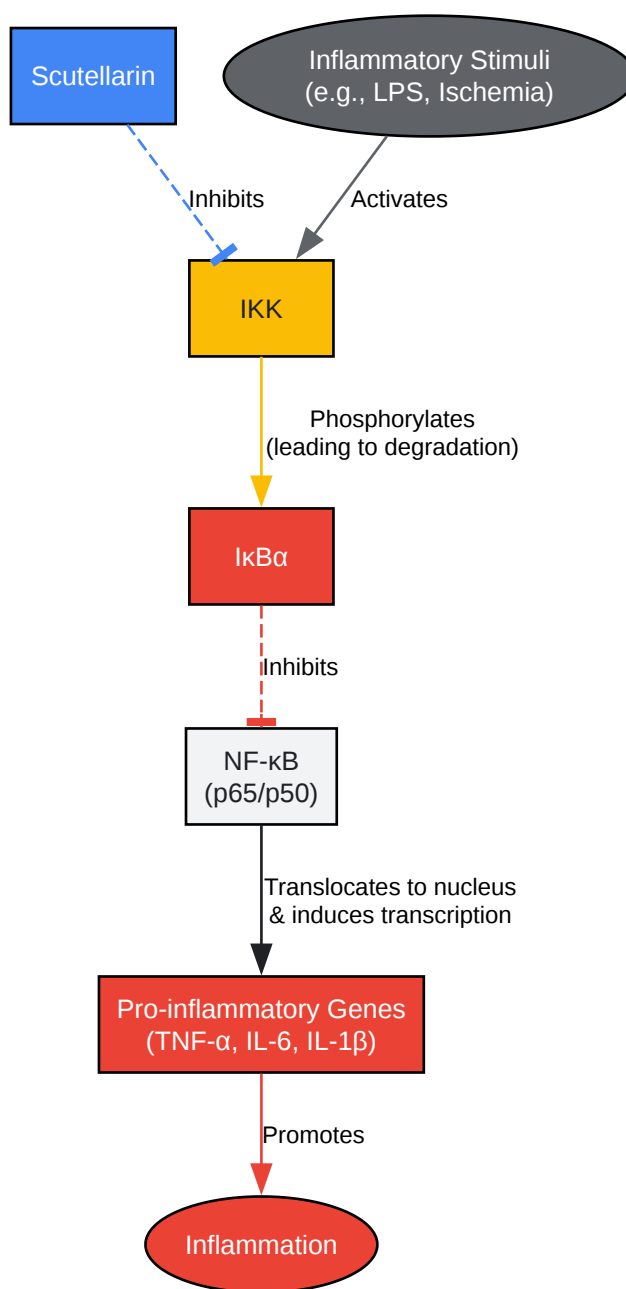 Scutellarin
Inflammatory Stimuli
(e.g., LPS, Ischemia)
Inhibits
Activates
IKK
Phosphorylates
(leading to degradation)
IκBα
Inhibits
NF-κB
(p65/p50)
Translocates to nucleus
& induces transcription
Pro-inflammatory Genes
(TNF-α, IL-6, IL-1β)
Promotes
Inflammation